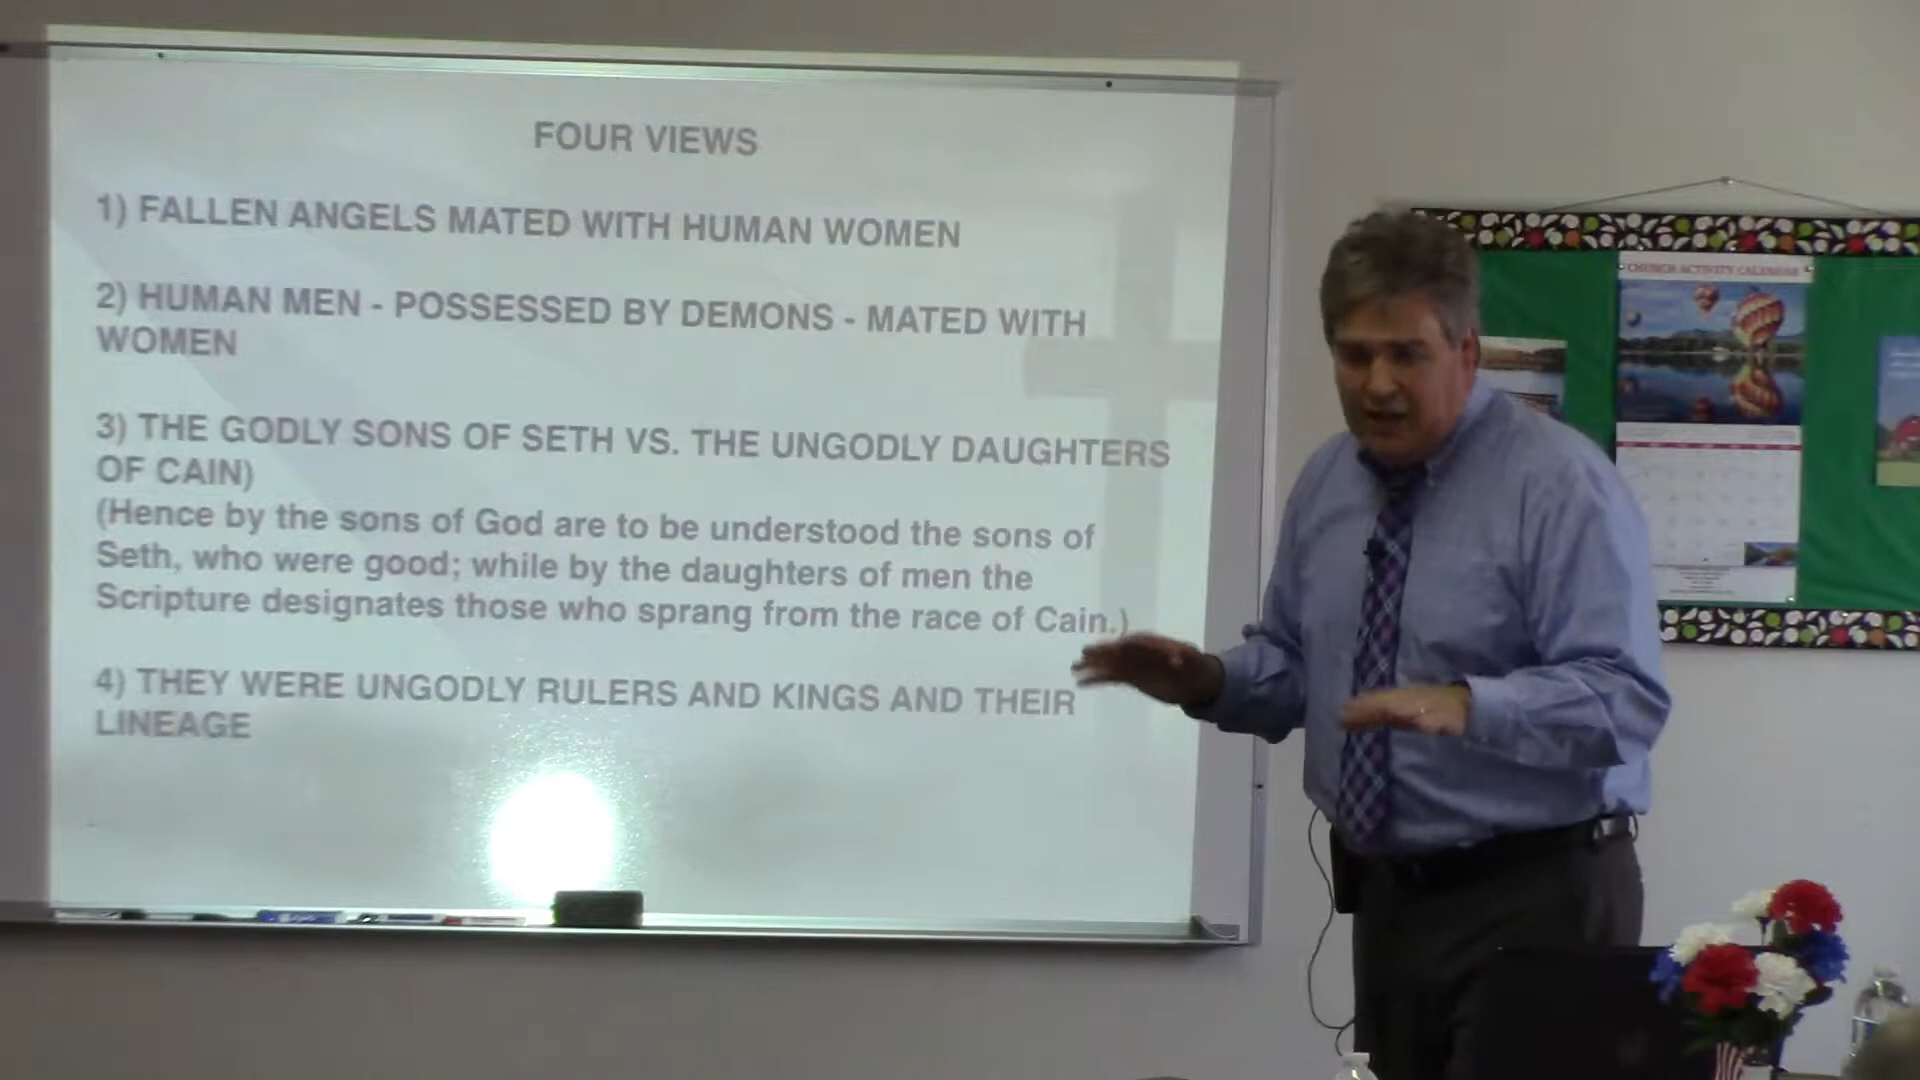 FOUR VIEWS
1) FALLEN ANGELS MATED WITH HUMAN WOMEN
2) HUMAN MEN - POSSESSED BY DEMONS - MATED WITH
WOMEN
3) THE GODLY SONS OF SETH VS. THE UNGODLY DAUGHTERS
OF CAIN)
(Hence by the sons of God are to be understood the sons of
Seth, who were good; while by the daughters of men the
Scripture designates those who sprang from the race of Cain.)
4) THEY WERE UNGODLY RULERS AND KINGS AND THEIR
LINEAGE
CHURCH ACTIVITY CALENDAR